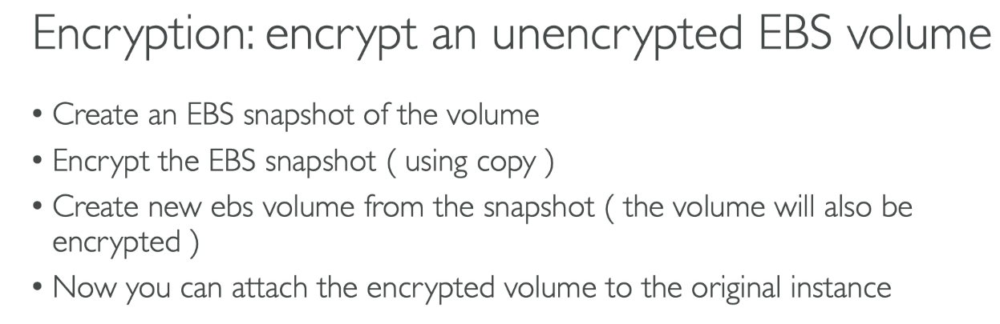 Encryption: encrypt an unencrypted EBS volume
• Create an EBS snapshot of the volume
• Encrypt the EBS snapshot ( using copy )
• Create new ebs volume from the snapshot ( the volume will also be
encrypted )
• Now you can attach the encrypted volume to the original instance